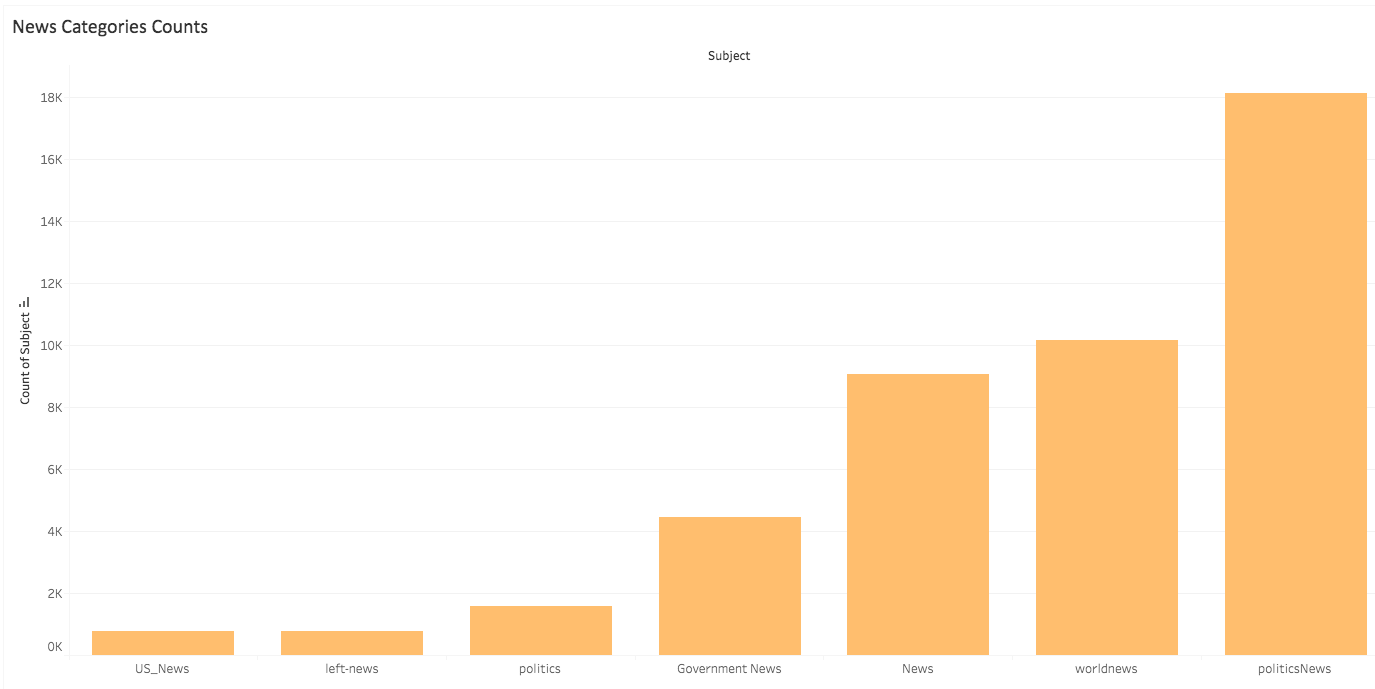 News Categories Counts
Subject
18K
16K
14K
12K
10K
8K
6K
4K
2K
0K
Count of Subject
US_News
left-news
politics
Government News
News
worldnews
politicsNews